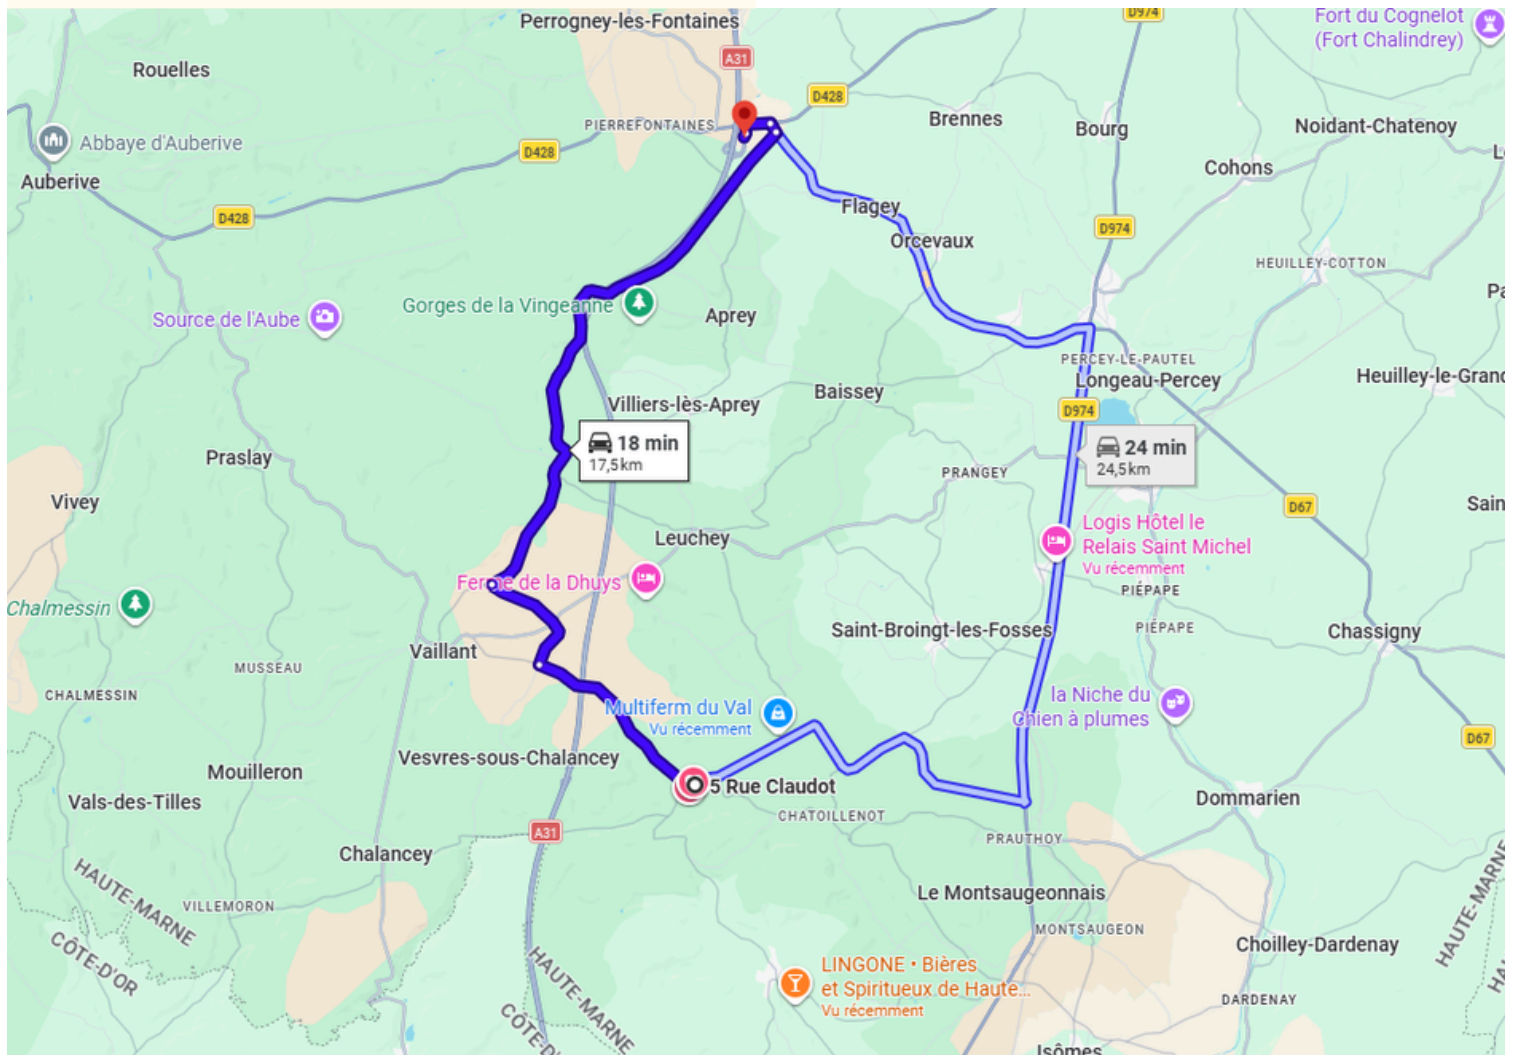 Perrogney-les-Fontaines
D974
Fort du Cognelot
(Fort Chalindrey)
Rouelles
A31
D428
Brennes
Bourg
Noidant-Chatenoy
PIERREFONTAINES
Abbaye d'Auberive
D428
Cohons
Auberive
D428
Flagey
D974
Orcevaux
HEUILLEY-COTTON
Gorges de la Vingeanne
Source de l'Aube
Aprey
PERCEY-LE-PAUTEL
Longeau-Percey
Heuilley-le-Grand
Baissey
Villiers-lès-Aprey
D974
18 min
17,5 km
24 min
24,5 km
Praslay
PRANGEY
Vivey
D67
Logis Hôtel le
Relais Saint Michel
Vu récemment
Leuchey
Ferme de la Dhuys
PIÉPAPE
Chalmessin
PIÉPAPE
Saint-Broingt-les-Fosses
Chassigny
Vaillant
MUSSEAU
CHALMESSIN
la Niche du
Chien à plumes
Multiferm du Val
Vu récemment
D67
Vesvres-sous-Chalancey
Mouilleron
5 Rue Claudot
Dommarien
Vals-des-Tilles
CHATOILLENOT
A31
PRAUTHOY
Chalancey
HAUTE-MARNE
CÔTE-D'OR
VILLEMORON
Le Montsaugeonnais
HAUTE-MARNE
MONTSAUGEON
Choilley-Dardenay
HAUTE-MARNE
LINGONE • Bières
et Spiritueux de Haute...
Vu récemment
DARDENAY
Isômes